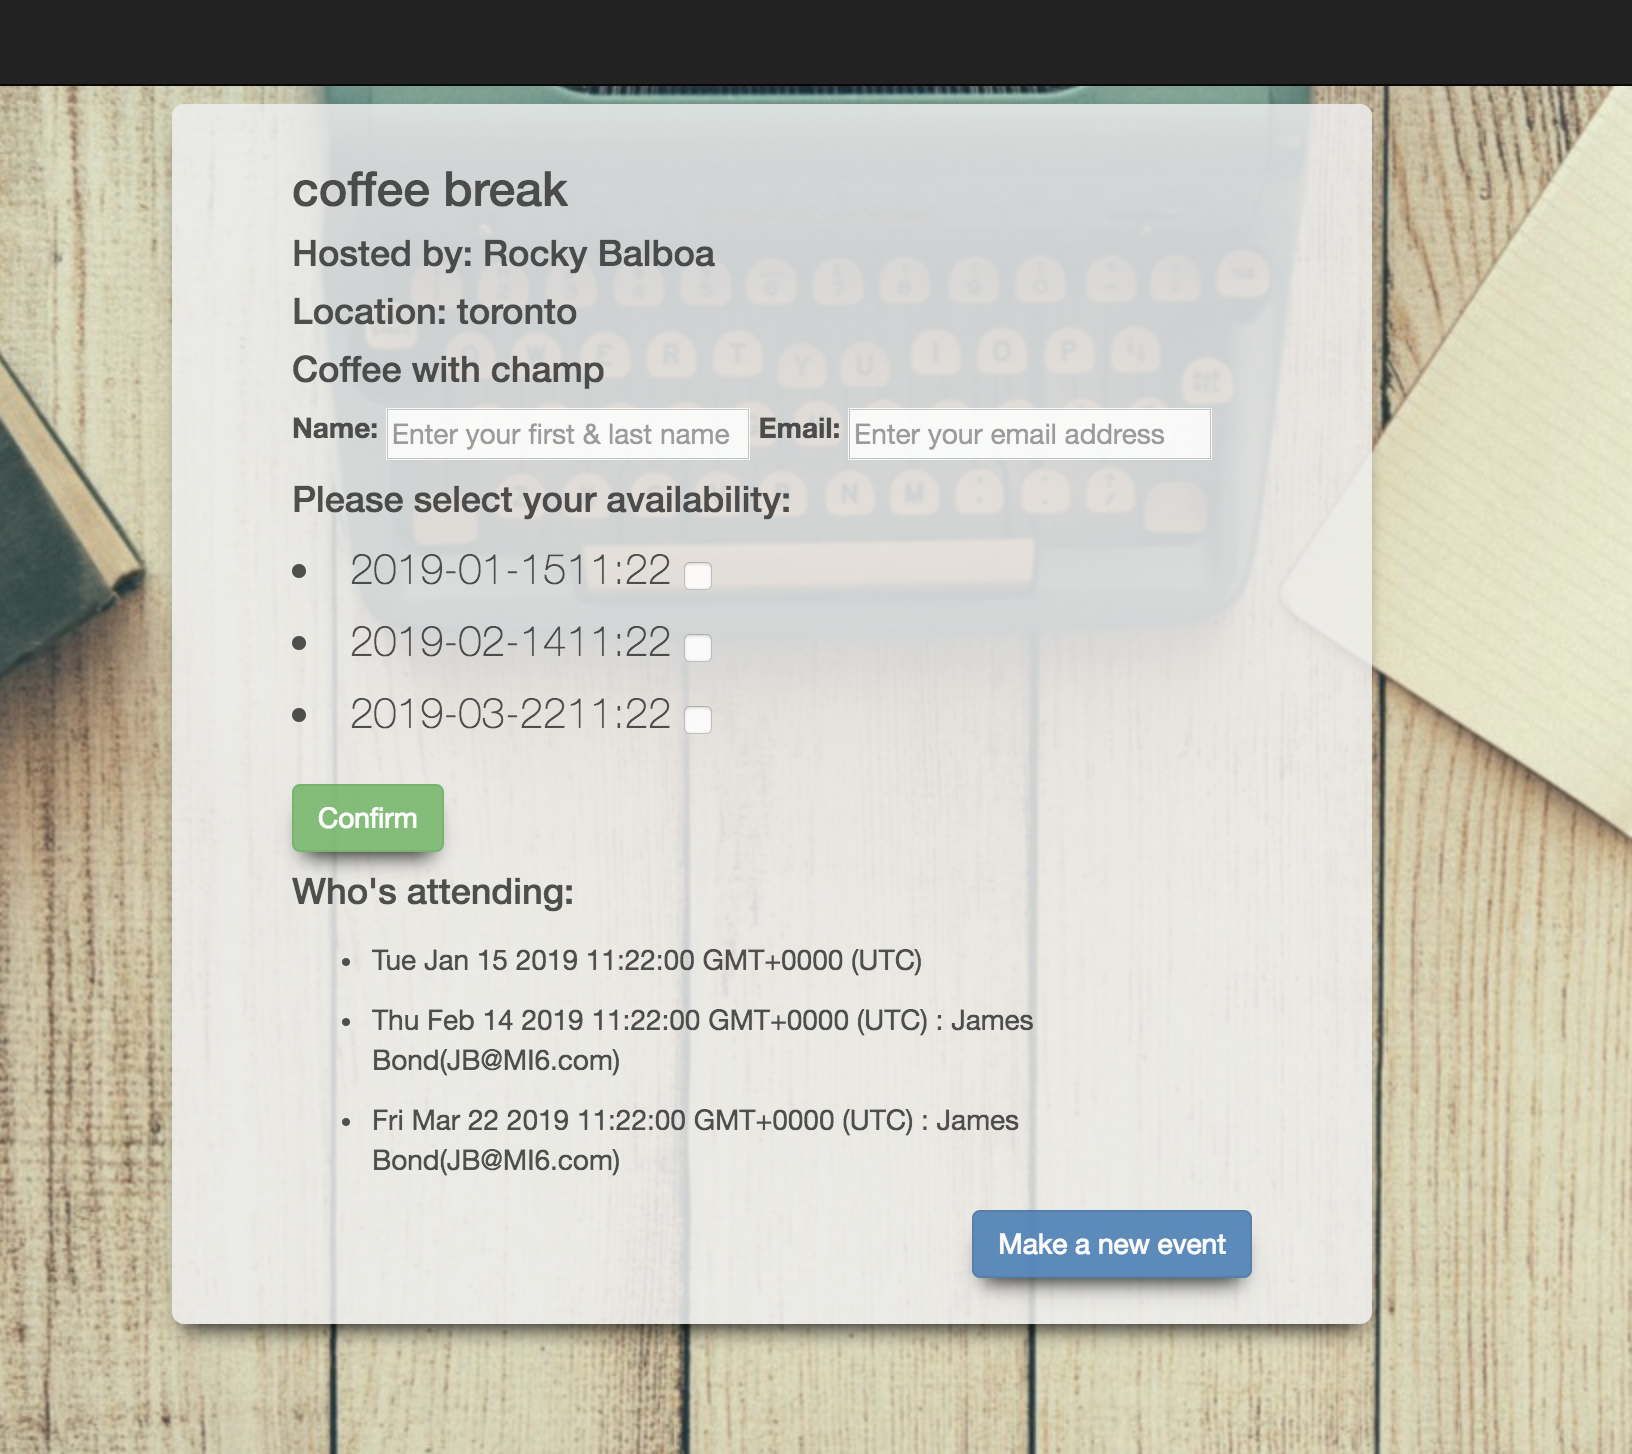 coffee break
Hosted by: Rocky Balboa
Location: toronto
Coffee with champ
Name: Enter your first & last name Email: Enter your email address
Please select your availability:
2019-01-1511:22
2019-02-1411:22
2019-03-2211:22
Confirm
Who's attending:
Tue Jan 15 2019 11:22:00 GMT+0000 (UTC)
Thu Feb 14 2019 11:22:00 GMT+0000 (UTC) : James
Bond(JB@MI6.com)
Fri Mar 22 2019 11:22:00 GMT+0000 (UTC) : James
Bond(JB@MI6.com)
Make a new event